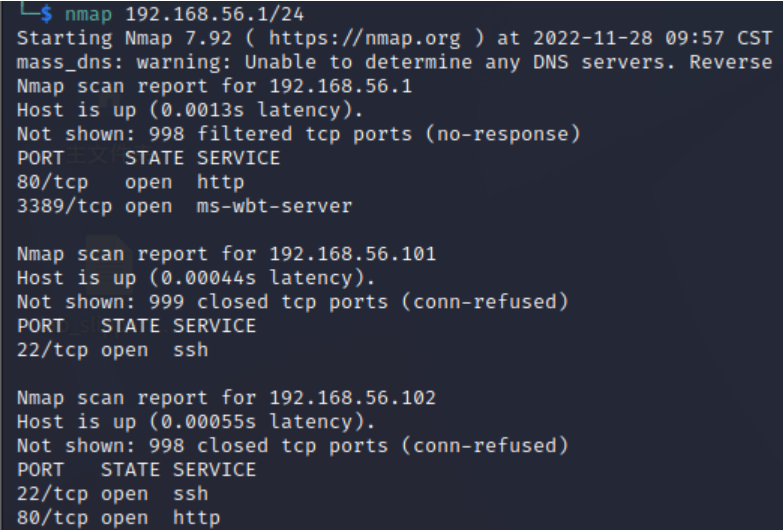 └─$ nmap 192.168.56.1/24
Starting Nmap 7.92 ( https://nmap.org ) at 2022-11-28 09:57 CST
mass_dns: warning: Unable to determine any DNS servers. Reverse
Nmap scan report for 192.168.56.1
Host is up (0.0013s latency).
Not shown: 998 filtered tcp ports (no-response)
PORT     STATE SERVICE
80/tcp   open  http
3389/tcp open  ms-wbt-server

Nmap scan report for 192.168.56.101
Host is up (0.00044s latency).
Not shown: 999 closed tcp ports (conn-refused)
PORT   STATE SERVICE
22/tcp open  ssh

Nmap scan report for 192.168.56.102
Host is up (0.00055s latency).
Not shown: 998 closed tcp ports (conn-refused)
PORT   STATE SERVICE
22/tcp open  ssh
80/tcp open  http